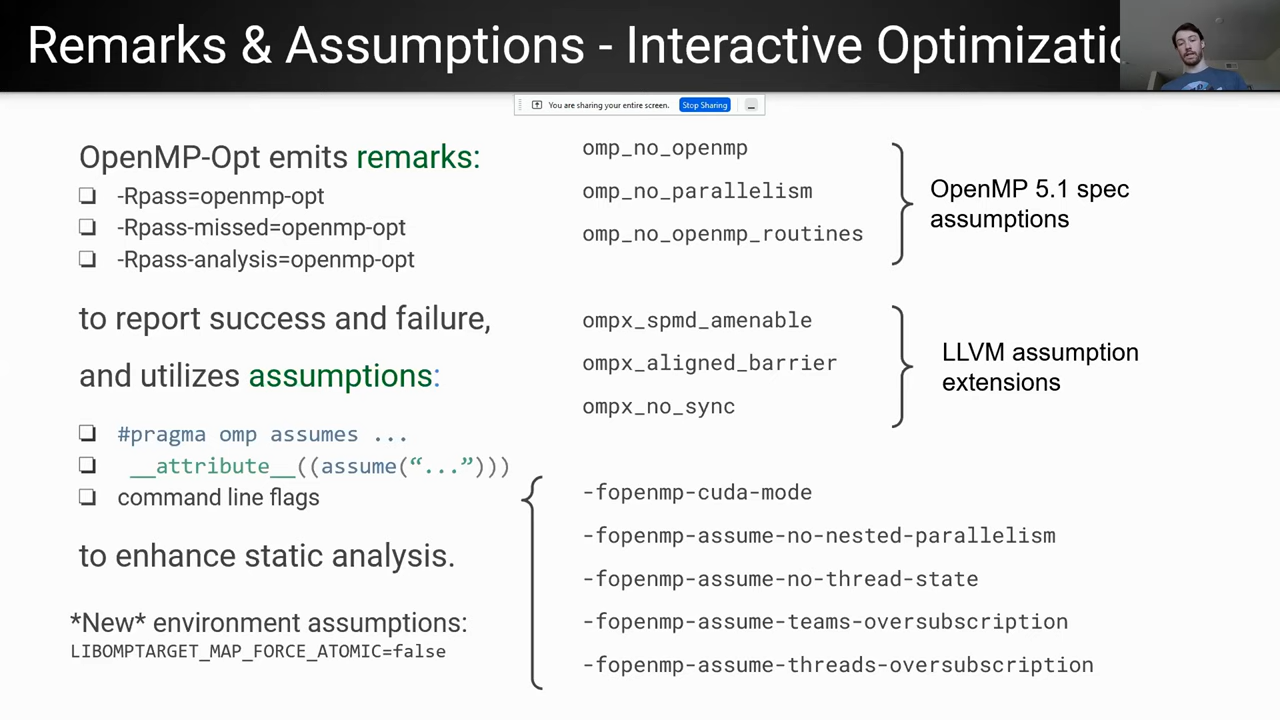 Remarks & Assumptions - Interactive Optimizatio
You are sharing your entire screen. Stop Sharing
OpenMP-Opt emits remarks:
-Rpass=openmp-opt
-Rpass-missed=openmp-opt
-Rpass-analysis=openmp-opt
to report success and failure,
and utilizes assumptions:
#pragma omp assumes ...
__attribute__((assume(“...”)))
command line flags
to enhance static analysis.
*New* environment assumptions:
LIBOMPTARGET_MAP_FORCE_ATOMIC=false
omp_no_openmp
omp_no_parallelism
omp_no_openmp_routines
OpenMP 5.1 spec
assumptions
ompx_spmd_amenable
ompx_aligned_barrier
ompx_no_sync
LLVM assumption
extensions
-fopenmp-cuda-mode
-fopenmp-assume-no-nested-parallelism
-fopenmp-assume-no-thread-state
-fopenmp-assume-teams-oversubscription
-fopenmp-assume-threads-oversubscription